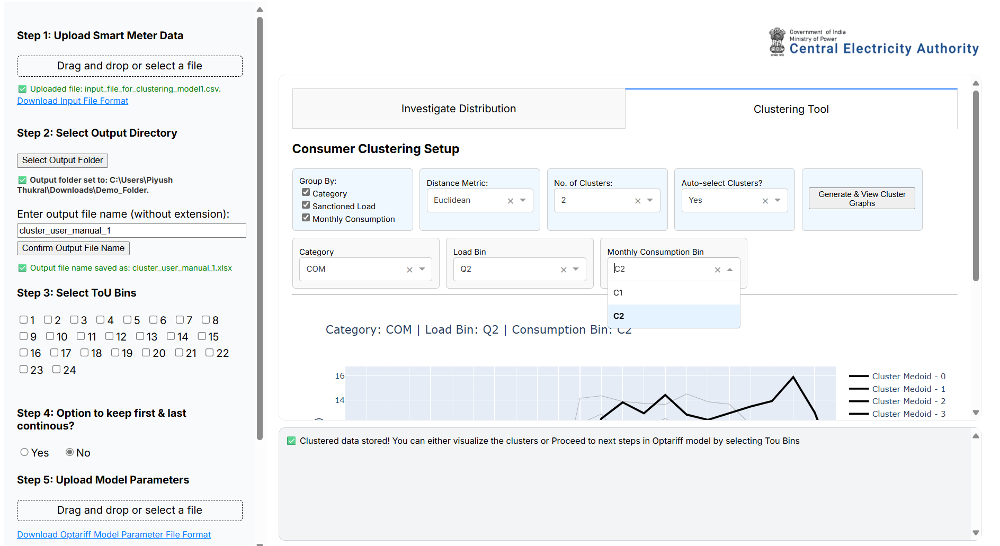 Step 1: Upload Smart Meter Data
Drag and drop or select a file
Uploaded file: input_file_for_clustering_model1.csv.
Download Input File Format
Step 2: Select Output Directory
Select Output Folder
Output folder set to: C:\Users\Piyush
Thukral\Downloads\Demo_Folder.
Enter output file name (without extension):
cluster_user_manual_1
Confirm Output File Name
Output file name saved as: cluster_user_manual_1.xlsx
Step 3: Select ToU Bins
1 2 3 4 5 6 7 8
9 10 11 12 13 14 15
16 17 18 19 20 21 22
23 24
Step 4: Option to keep first & last
continous?
Yes No
Step 5: Upload Model Parameters
Drag and drop or select a file
Download Optariff Model Parameter File Format
Government of India
Ministry of Power
Central Electricity Authority
Investigate Distribution
Clustering Tool
Consumer Clustering Setup
Group By:
Category
Sanctioned Load
Monthly Consumption
Distance Metric:
Euclidean
No. of Clusters:
2
Auto-select Clusters?
Yes
Generate & View Cluster
Graphs
Category
COM
Load Bin
Q2
Monthly Consumption Bin
C2
C1
C2
Category: COM | Load Bin: Q2 | Consumption Bin: C2
16
14
Cluster Medoid - 0
Cluster Medoid - 1
Cluster Medoid - 2
Cluster Medoid - 3
Clustered data stored! You can either visualize the clusters or Proceed to next steps in Optariff model by selecting Tou Bins